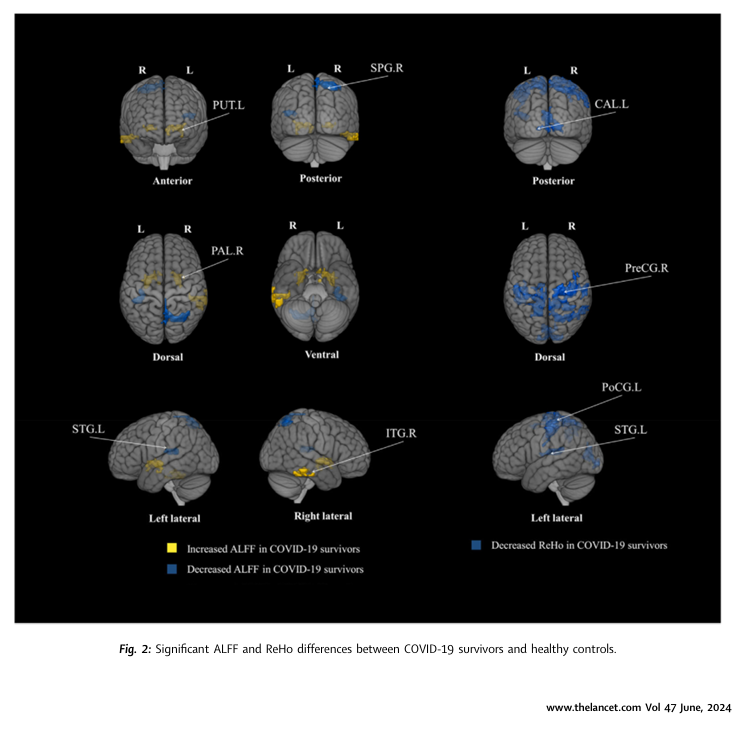 R L
PUT.L
Anterior
L R
SPG.R
Posterior
L R
CAL.L
Posterior
L R
PAL.R
Dorsal
R L
Ventral
L R
PreCG.R
Dorsal
STG.L
Left lateral
ITG.R
Right lateral
PoCG.L
STG.L
Left lateral
Increased ALFF in COVID-19 survivors
Decreased ALFF in COVID-19 survivors
Decreased ReHo in COVID-19 survivors
Fig. 2: Significant ALFF and ReHo differences between COVID-19 survivors and healthy controls.
www.thelancet.com Vol 47 June, 2024